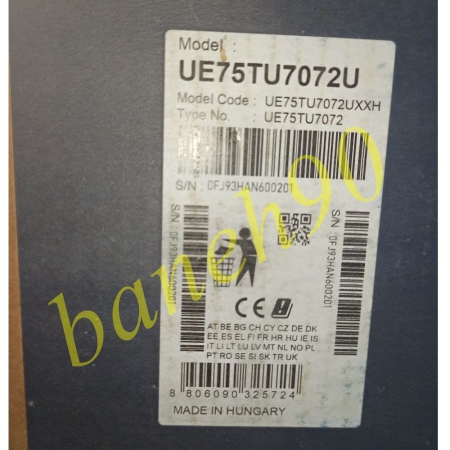 Model :
UE75TU7072U
Model Code : UE75TU7072UXXH
Type No. : UE75TU7072
S/N : 0FJ93HAN600201
S/N : 0FJ93HAN600201
S/N : 0FJ93HAN600201
CE
AT BE BG CH CY CZ DE DK
EE ES EL FI FR HR HU IE IS
IT LI LT LU LV MT NL NO PL
PT RO SE SI SK TR UK
8 806090 325724
MADE IN HUNGARY
baneh90